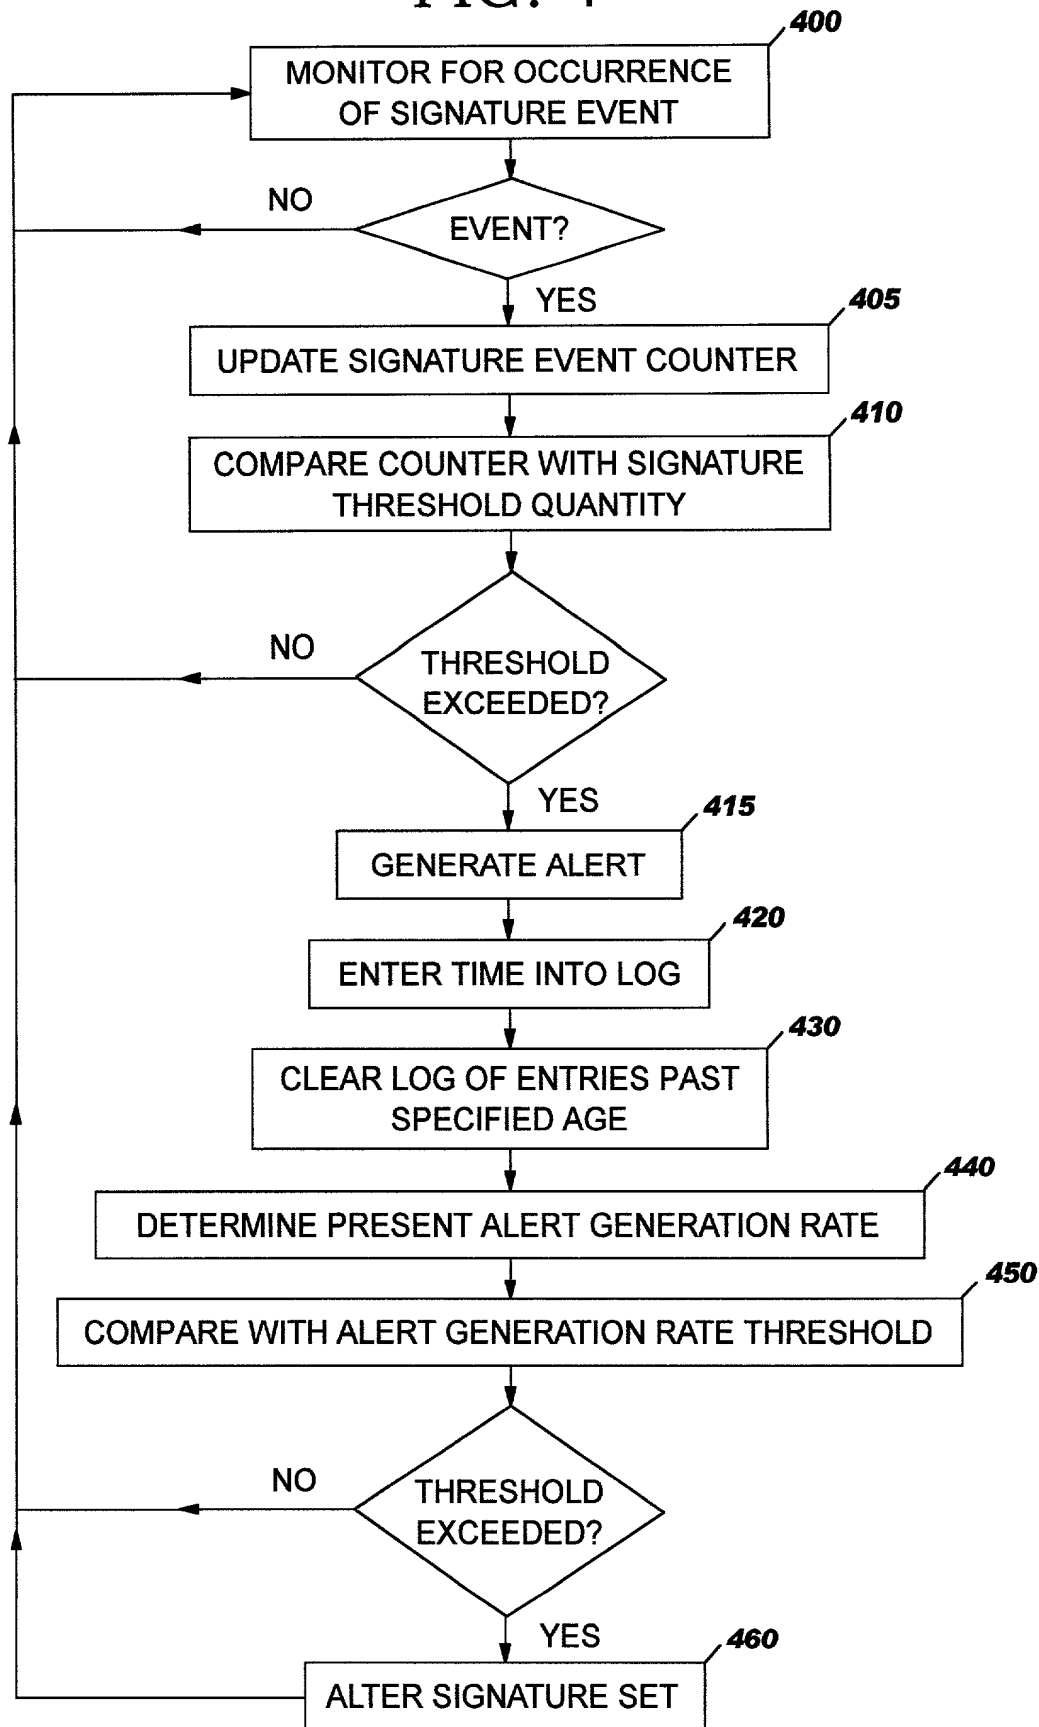 FIG. 4
400
MONITOR FOR OCCURRENCE
OF SIGNATURE EVENT
NO
EVENT?
YES
405
UPDATE SIGNATURE EVENT COUNTER
410
COMPARE COUNTER WITH SIGNATURE
THRESHOLD QUANTITY
NO
THRESHOLD
EXCEEDED?
YES
415
GENERATE ALERT
420
ENTER TIME INTO LOG
430
CLEAR LOG OF ENTRIES PAST
SPECIFIED AGE
440
DETERMINE PRESENT ALERT GENERATION RATE
450
COMPARE WITH ALERT GENERATION RATE THRESHOLD
NO
THRESHOLD
EXCEEDED?
YES
460
ALTER SIGNATURE SET